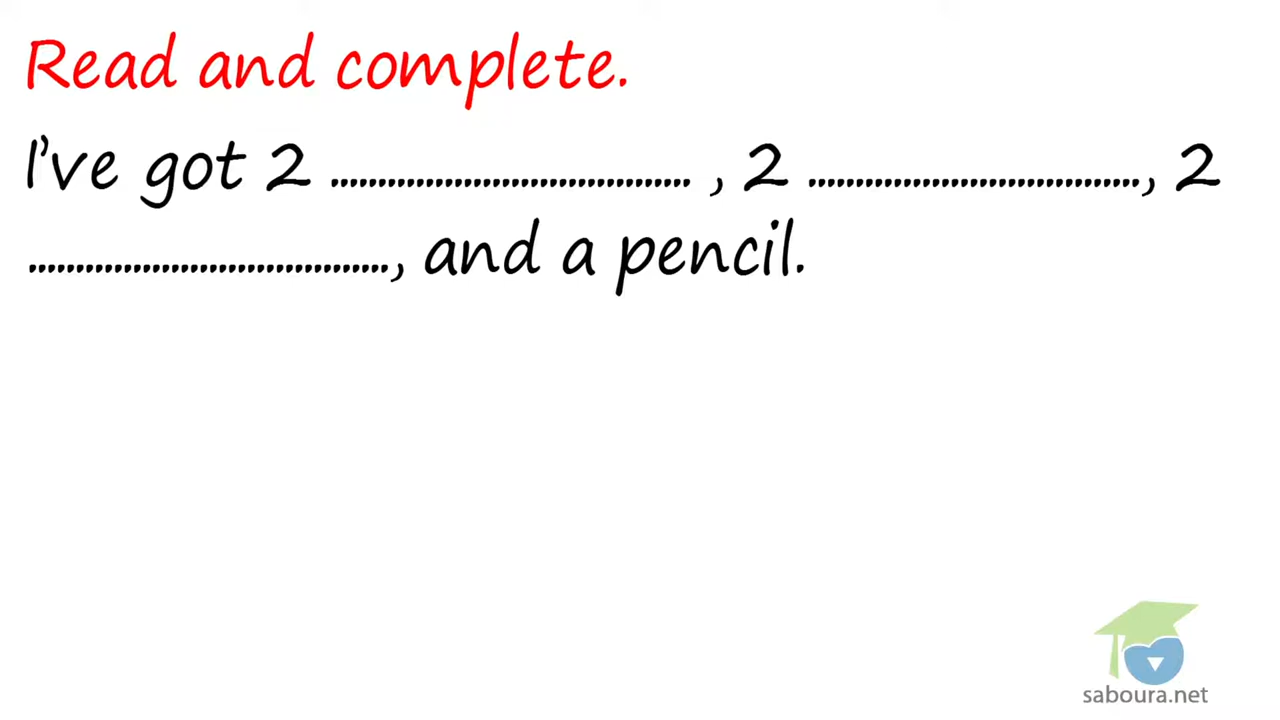 Read and complete.
I've got 2 ...................................... , 2 ..................................., 2
......................................, and a pencil.
saboura.net